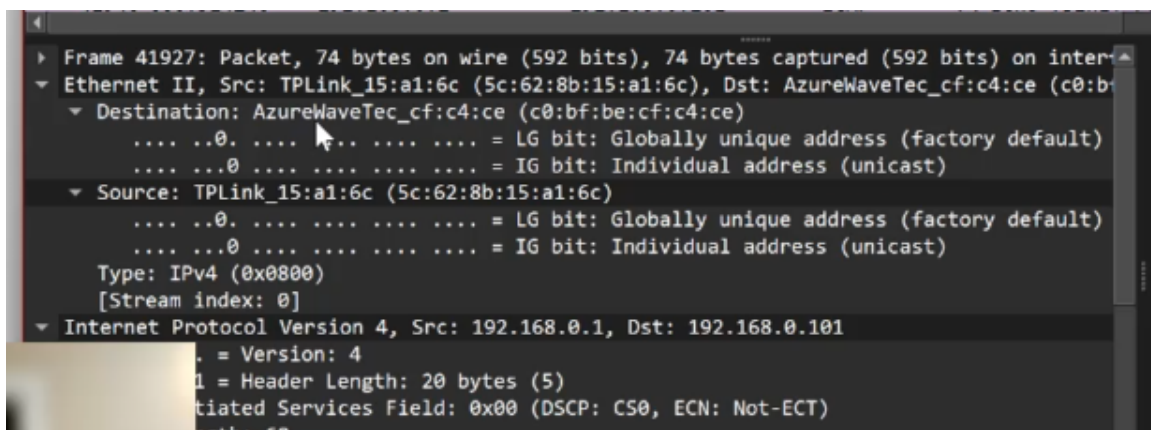 Frame 41927: Packet, 74 bytes on wire (592 bits), 74 bytes captured (592 bits) on inter
Ethernet II, Src: TPLink_15:a1:6c (5c:62:8b:15:a1:6c), Dst: AzureWaveTec_cf:c4:ce (c0:b
Destination: AzureWaveTec_cf:c4:ce (c0:bf:be:cf:c4:ce)
.... ..0. .... .... .... .... = LG bit: Globally unique address (factory default)
.... ...0 .... .... .... .... = IG bit: Individual address (unicast)
Source: TPLink_15:a1:6c (5c:62:8b:15:a1:6c)
.... ..0. .... .... .... .... = LG bit: Globally unique address (factory default)
.... ...0 .... .... .... .... = IG bit: Individual address (unicast)
Type: IPv4 (0x0800)
[Stream index: 0]
Internet Protocol Version 4, Src: 192.168.0.1, Dst: 192.168.0.101
. = Version: 4
1 = Header Length: 20 bytes (5)
tiated Services Field: 0x00 (DSCP: CS0, ECN: Not-ECT)